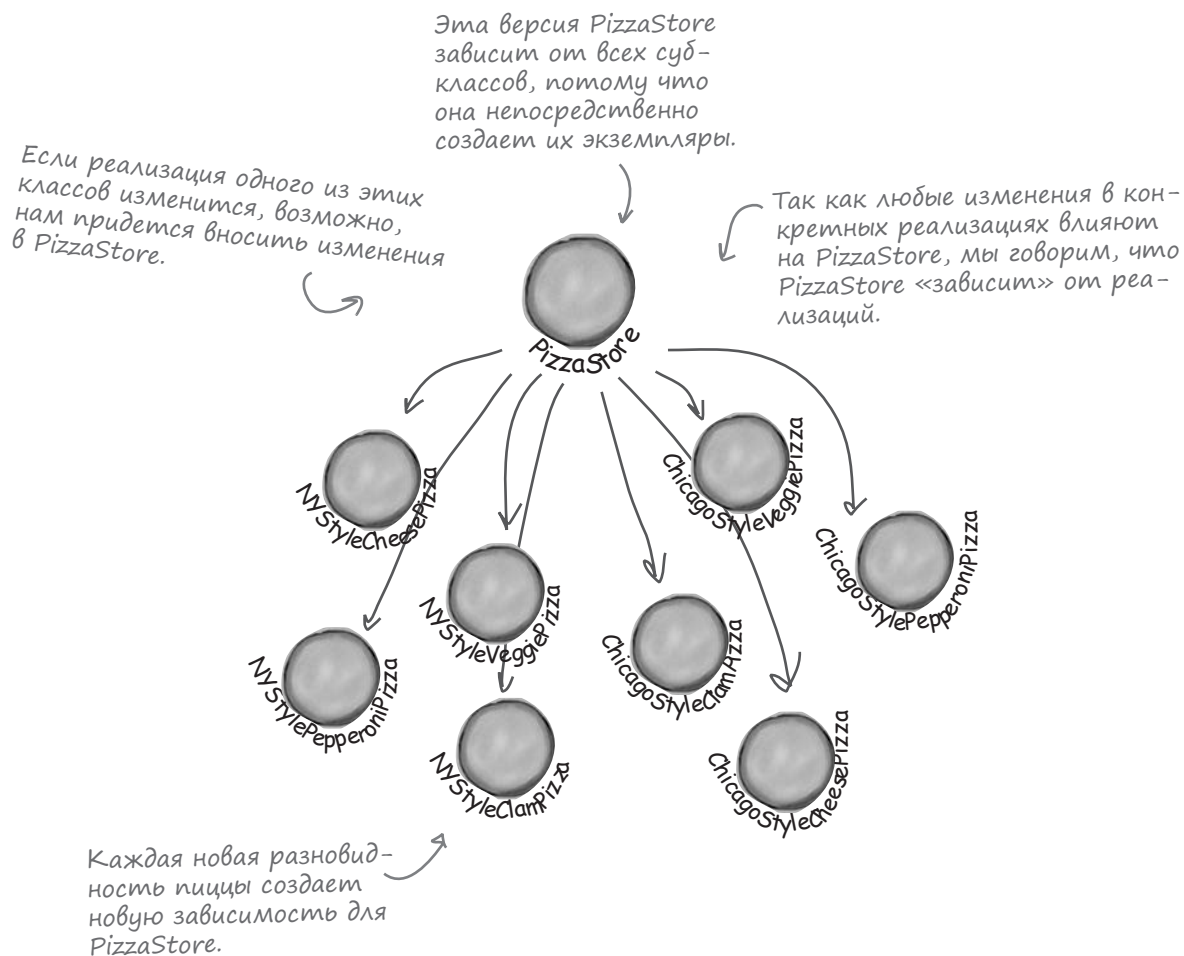 Эта версия PizzaStore
зависит от всех суб-
классов, потому что
она непосредственно
создает их экземпляры.
Если реализация одного из этих
классов изменится, возможно,
нам придется вносить изменения
в PizzaStore.
Так как любые изменения в кон-
кретных реализациях влияют
на PizzaStore, мы говорим, что
PizzaStore «зависит» от реа-
лизаций.
PizzaStore
NYStyleCheesePizza
ChicagoStyleVeggiePizza
ChicagoStylePepperoniPizza
NYStyleVeggiePizza
ChicagoStyleClamPizza
NYStylePepperoniPizza
NYStyleClamPizza
ChicagoStyleCheesePizza
Каждая новая разновид-
ность пиццы создает
новую зависимость для
PizzaStore.